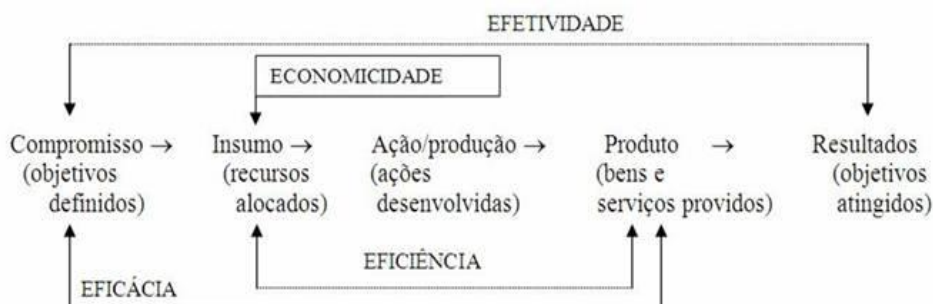 EFETIVIDADE
ECONOMICIDADE
Compromisso → Insumo → Ação/produção → Produto → Resultados
(objetivos (recursos (ações (bens e (objetivos
definidos) alocados) desenvolvidas) serviços providos) atingidos)
EFICIÊNCIA
EFICÁCIA